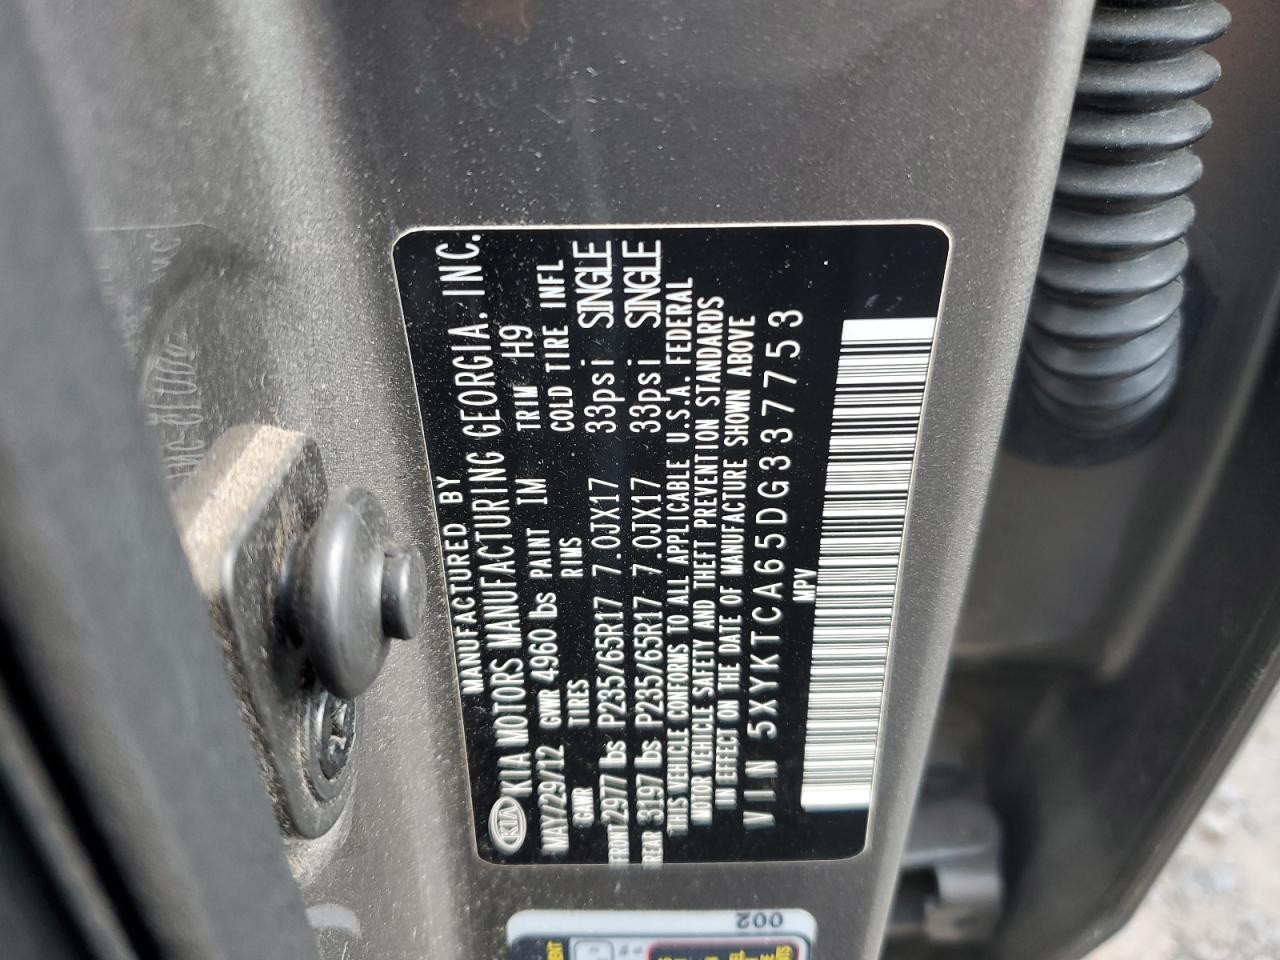 MANUFACTURED BY
KIA KIA MOTORS MANUFACTURING GEORGIA. INC.
MAY/29/12 GVWR 4960 lbs PAINT IM TRIM H9
GAWR TIRES RIMS COLD TIRE INFL
FRONT 2977 lbs P235/65R17 7.0JX17 33psi SINGLE
REAR 3197 lbs P235/65R17 7.0JX17 33psi SINGLE
THIS VEHICLE CONFORMS TO ALL APPLICABLE U.S.A. FEDERAL
MOTOR VEHICLE SAFETY AND THEFT PREVENTION STANDARDS
IN EFFECT ON THE DATE OF MANUFACTURE SHOWN ABOVE
VIN 5XYKTCA65DG337753
MPV
002